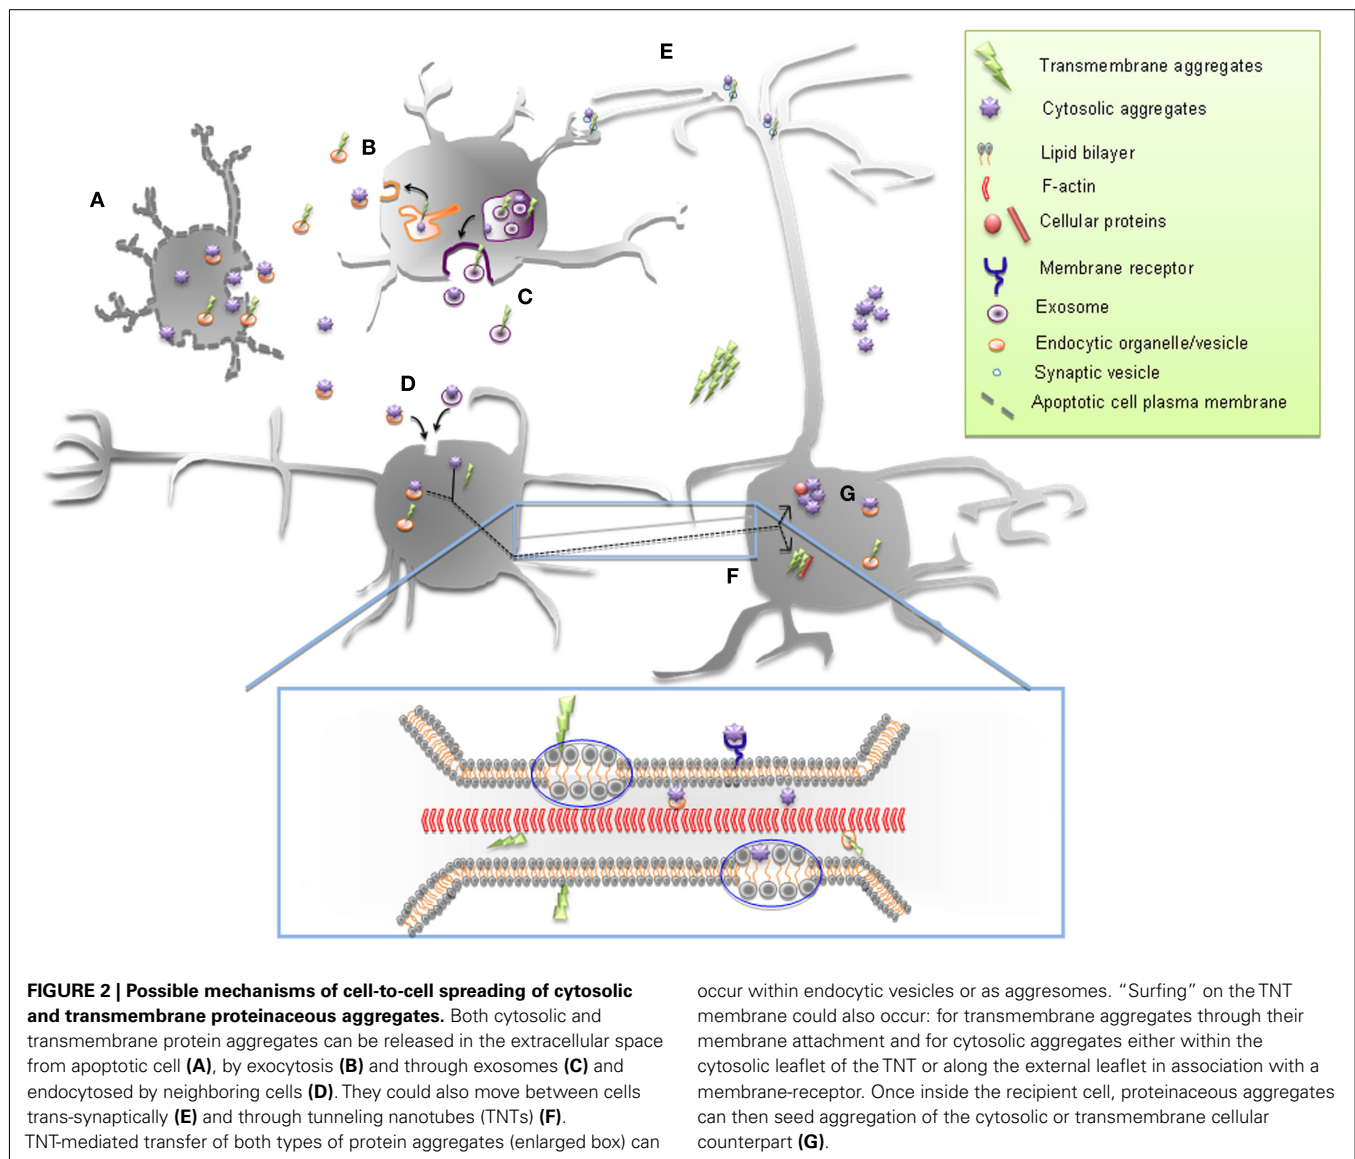 E
B
A
C
D
G
F
Transmembrane aggregates
Cytosolic aggregates
Lipid bilayer
F-actin
Cellular proteins
Membrane receptor
Exosome
Endocytic organelle/vesicle
Synaptic vesicle
Apoptotic cell plasma membrane
FIGURE 2 | Possible mechanisms of cell-to-cell spreading of cytosolic
and transmembrane proteinaceous aggregates. Both cytosolic and
transmembrane protein aggregates can be released in the extracellular space
from apoptotic cell (A), by exocytosis (B) and through exosomes (C) and
endocytosed by neighboring cells (D). They could also move between cells
trans-synaptically (E) and through tunneling nanotubes (TNTs) (F).
TNT-mediated transfer of both types of protein aggregates (enlarged box) can
occur within endocytic vesicles or as aggresomes. “Surfing” on the TNT
membrane could also occur: for transmembrane aggregates through their
membrane attachment and for cytosolic aggregates either within the
cytosolic leaflet of the TNT or along the external leaflet in association with a
membrane-receptor. Once inside the recipient cell, proteinaceous aggregates
can then seed aggregation of the cytosolic or transmembrane cellular
counterpart (G).